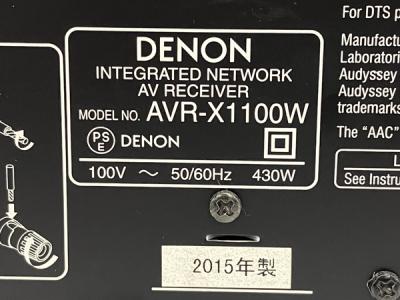 DENON
INTEGRATED NETWORK
AV RECEIVER
MODEL NO. AVR-X1100W
PS
E
DENON
100V ～ 50/60Hz 430W
2015年製
For DTS p
Manufactu
Laboratori
Audyssey
Audyssey
trademarks
The “AAC”
L
See Instru